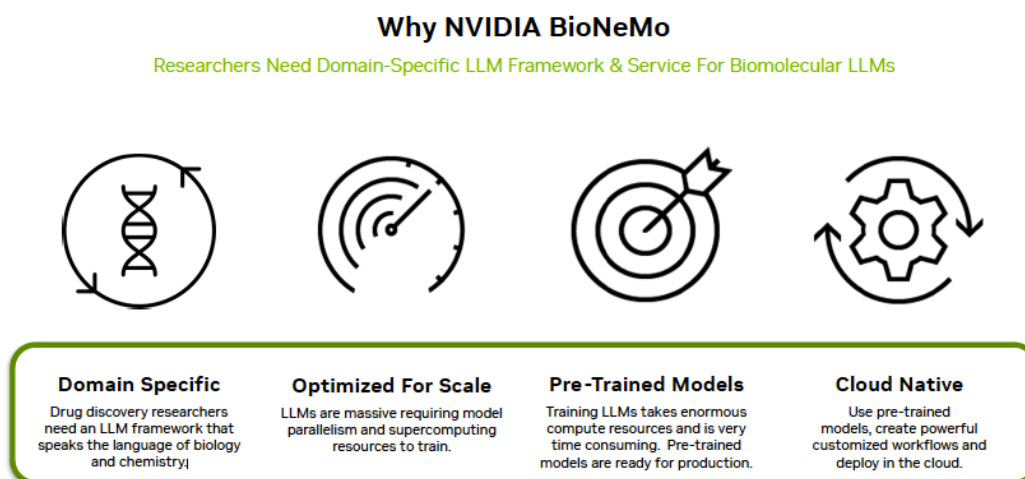 Why NVIDIA BioNeMo
Researchers Need Domain-Specific LLM Framework & Service For Biomolecular LLMs
Domain Specific
Drug discovery researchers
need an LLM framework that
speaks the language of biology
and chemistry.
Optimized For Scale
LLMs are massive requiring model
parallelism and supercomputing
resources to train.
Pre-Trained Models
Training LLMs takes enormous
compute resources and is very
time consuming. Pre-trained
models are ready for production.
Cloud Native
Use pre-trained
models, create powerful
customized workflows and
deploy in the cloud.